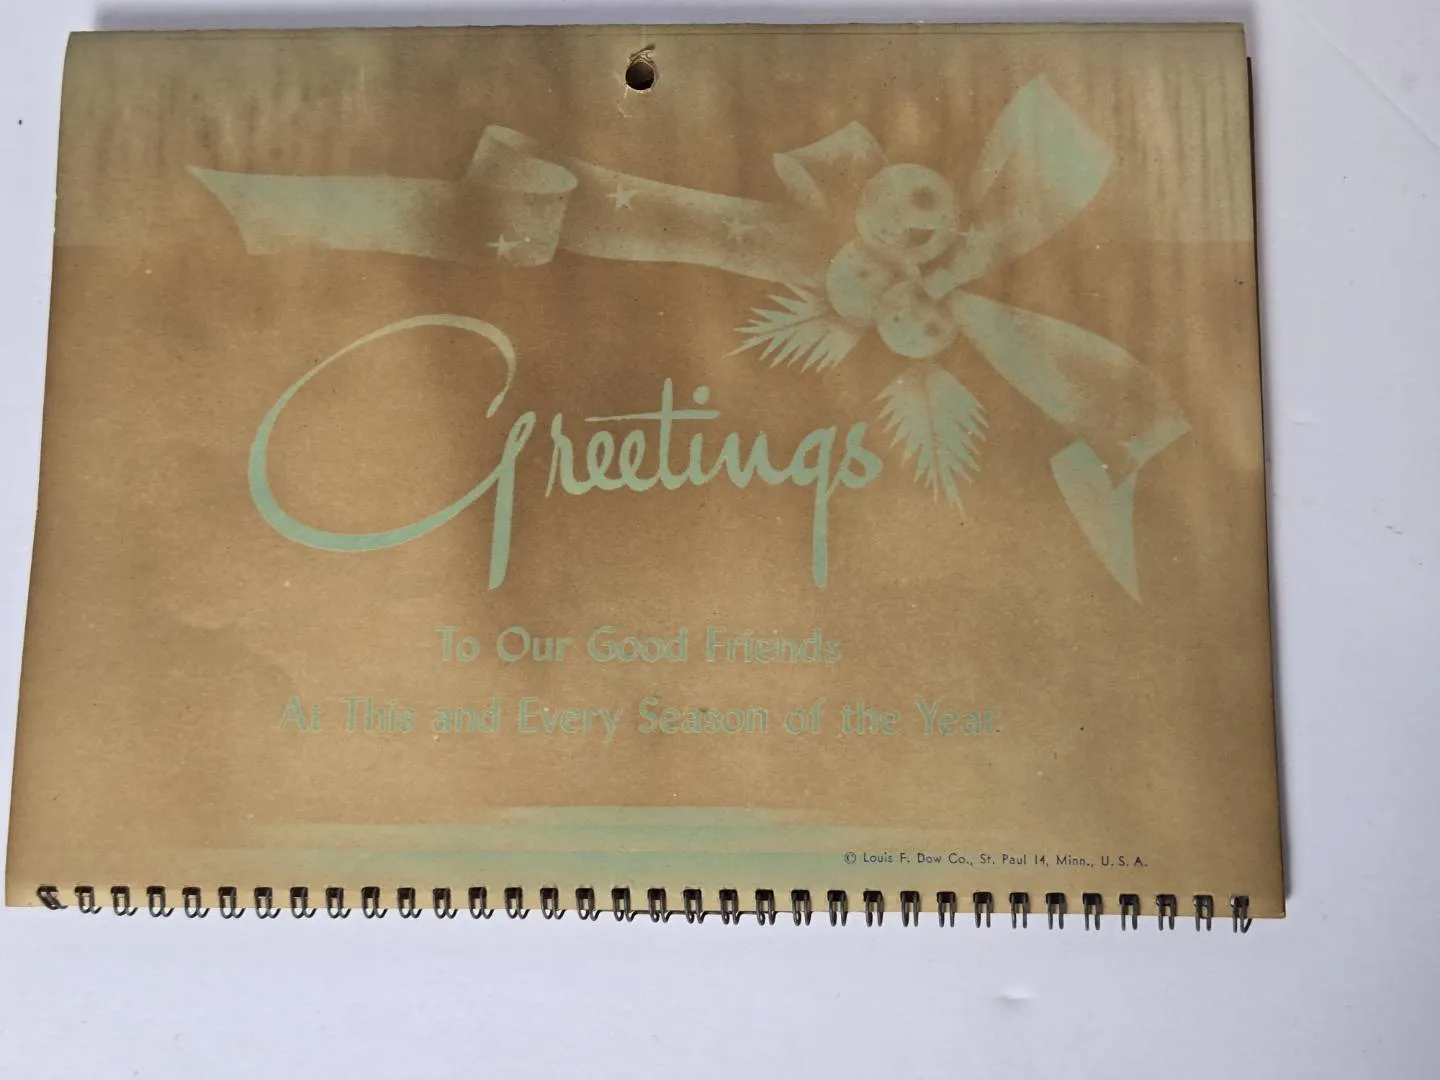 Greetings
To Our Good Friends
At This and Every Season of the Year
© Louis F. Dow Co., St. Paul 14, Minn., U. S. A.